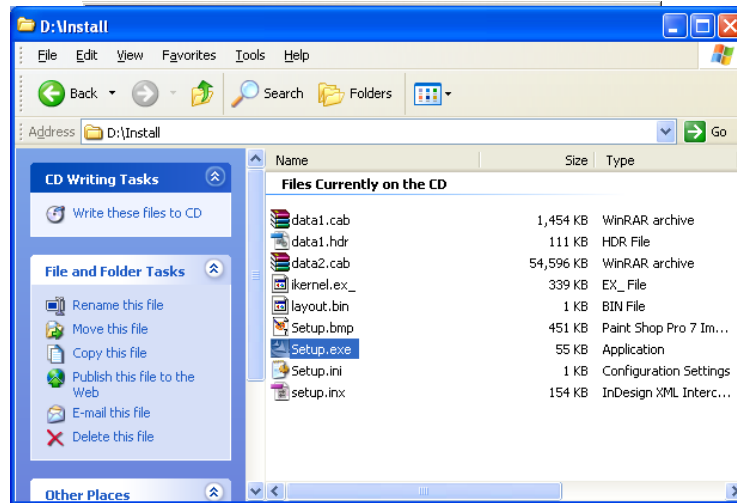 D:\Install
File Edit View Favorites Tools Help
Back Search Folders
Address D:\Install Go
CD Writing Tasks
Write these files to CD
File and Folder Tasks
Rename this file
Move this file
Copy this file
Publish this file to the
Web
E-mail this file
Delete this file
Other Places
Name Size Type
Files Currently on the CD
data1.cab 1,454 KB WinRAR archive
data1.hdr 111 KB HDR File
data2.cab 54,596 KB WinRAR archive
ikernel.ex_ 339 KB EX_ File
layout.bin 1 KB BIN File
Setup.bmp 451 KB Paint Shop Pro 7 Im...
Setup.exe 55 KB Application
Setup.ini 1 KB Configuration Settings
setup.inx 154 KB InDesign XML Interc...